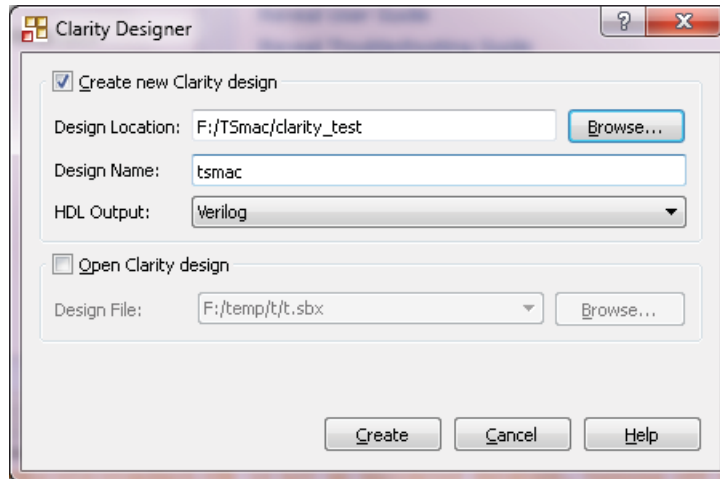 Clarity Designer
Create new Clarity design
Design Location: F:/TSmac/clarity_test Browse...
Design Name: tsmac
HDL Output: Verilog
Open Clarity design
Design File: F:/temp/t/t.sbx Browse...
Create Cancel Help